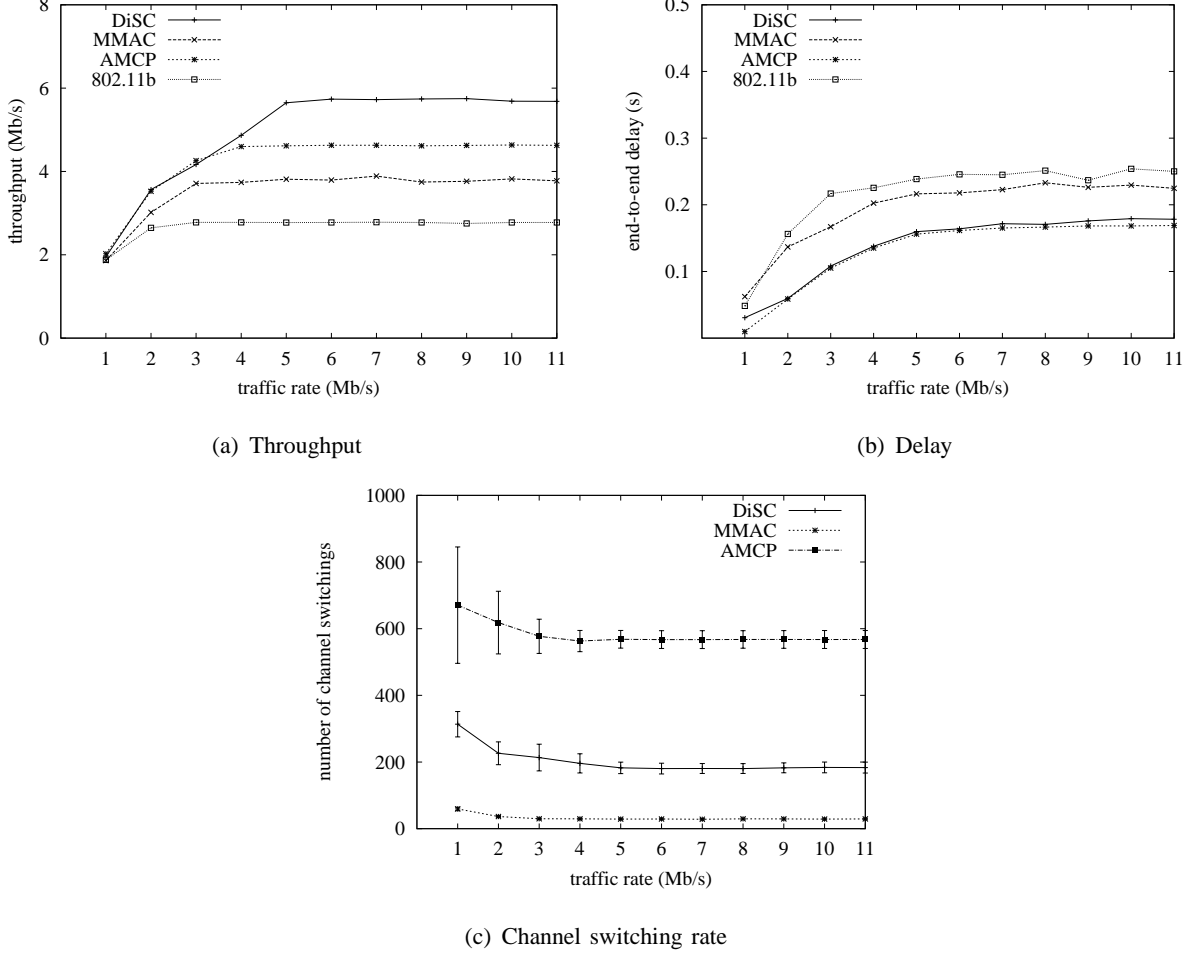 8
6
4
2
0
throughput (Mb/s)
DiSC
MMAC
AMCP
802.11b
1 2 3 4 5 6 7 8 9 10 11
traffic rate (Mb/s)
(a) Throughput
0.5
0.4
0.3
0.2
0.1
end-to-end delay (s)
DiSC
MMAC
AMCP
802.11b
1 2 3 4 5 6 7 8 9 10 11
traffic rate (Mb/s)
(b) Delay
1000
800
600
400
200
0
number of channel switchings
DiSC
MMAC
AMCP
1 2 3 4 5 6 7 8 9 10 11
traffic rate (Mb/s)
(c) Channel switching rate